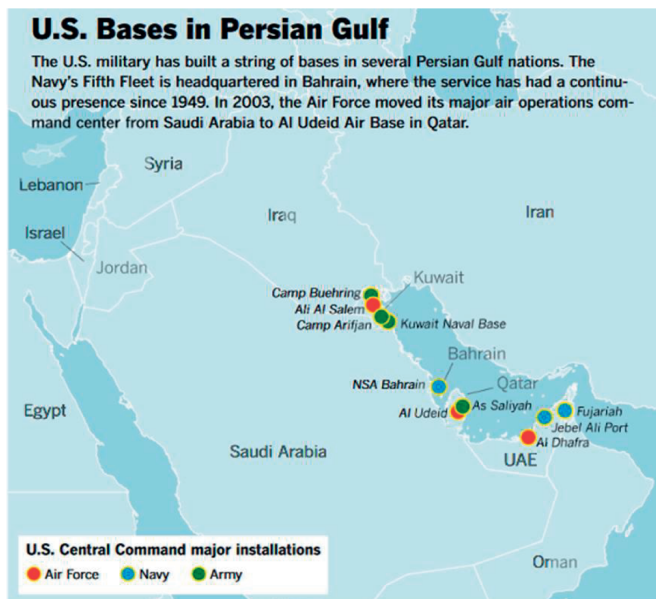 U.S. Bases in Persian Gulf
The U.S. military has built a string of bases in several Persian Gulf nations. The
Navy's Fifth Fleet is headquartered in Bahrain, where the service has had a continu-
ous presence since 1949. In 2003, the Air Force moved its major air operations com-
mand center from Saudi Arabia to Al Udeid Air Base in Qatar.
Syria
Lebanon
Iraq
Iran
Israel
Jordan
Kuwait
Camp Buehring
Ali Al Salem
Camp Arifjan
Kuwait Naval Base
Bahrain
NSA Bahrain
Qatar
As Saliyah
Egypt
Al Udeid
Fujariah
Jebel Ali Port
Al Dhafra
Saudi Arabia
UAE
U.S. Central Command major installations
Air Force
Navy
Army
Oman